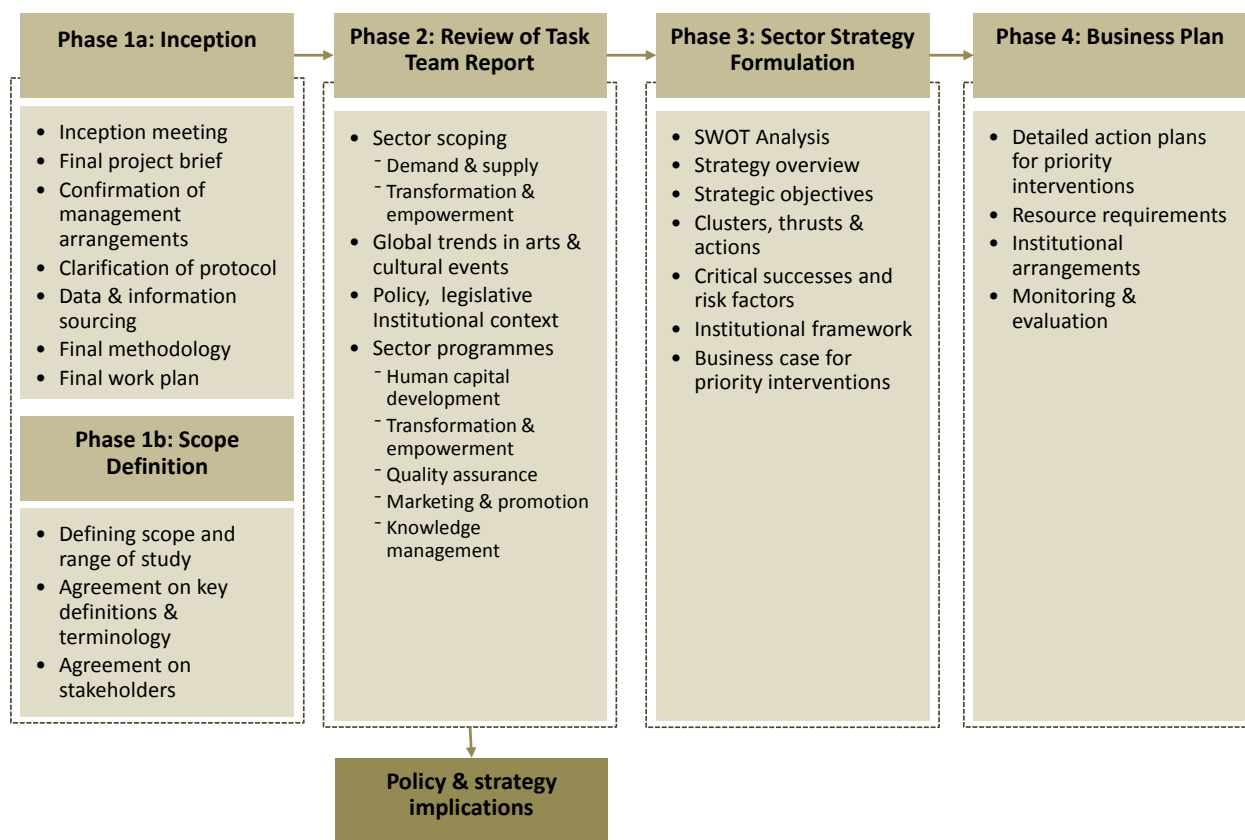 Phase 1a: Inception
• Inception meeting
• Final project brief
• Confirmation of
management
arrangements
• Clarification of protocol
• Data & information
sourcing
• Final methodology
• Final work plan
Phase 1b: Scope
Definition
• Defining scope and
range of study
• Agreement on key
definitions &
terminology
• Agreement on
stakeholders
Phase 2: Review of Task
Team Report
• Sector scoping
- Demand & supply
- Transformation &
empowerment
• Global trends in arts &
cultural events
• Policy, legislative
Institutional context
• Sector programmes
- Human capital
development
- Transformation &
empowerment
- Quality assurance
- Marketing & promotion
- Knowledge
management
Policy & strategy
implications
Phase 3: Sector Strategy
Formulation
• SWOT Analysis
• Strategy overview
• Strategic objectives
• Clusters, thrusts &
actions
• Critical successes and
risk factors
• Institutional framework
• Business case for
priority interventions
Phase 4: Business Plan
• Detailed action plans
for priority
interventions
• Resource requirements
• Institutional
arrangements
• Monitoring &
evaluation